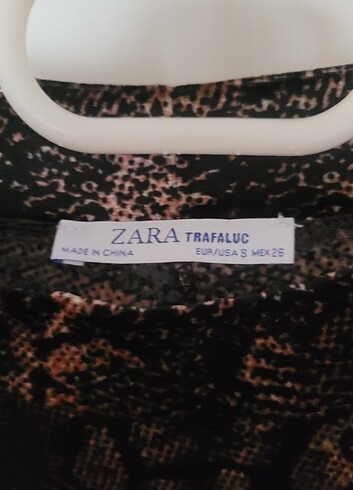 ZARA TRAFALUC
MADE IN CHINA EUR/USA S MEX 26